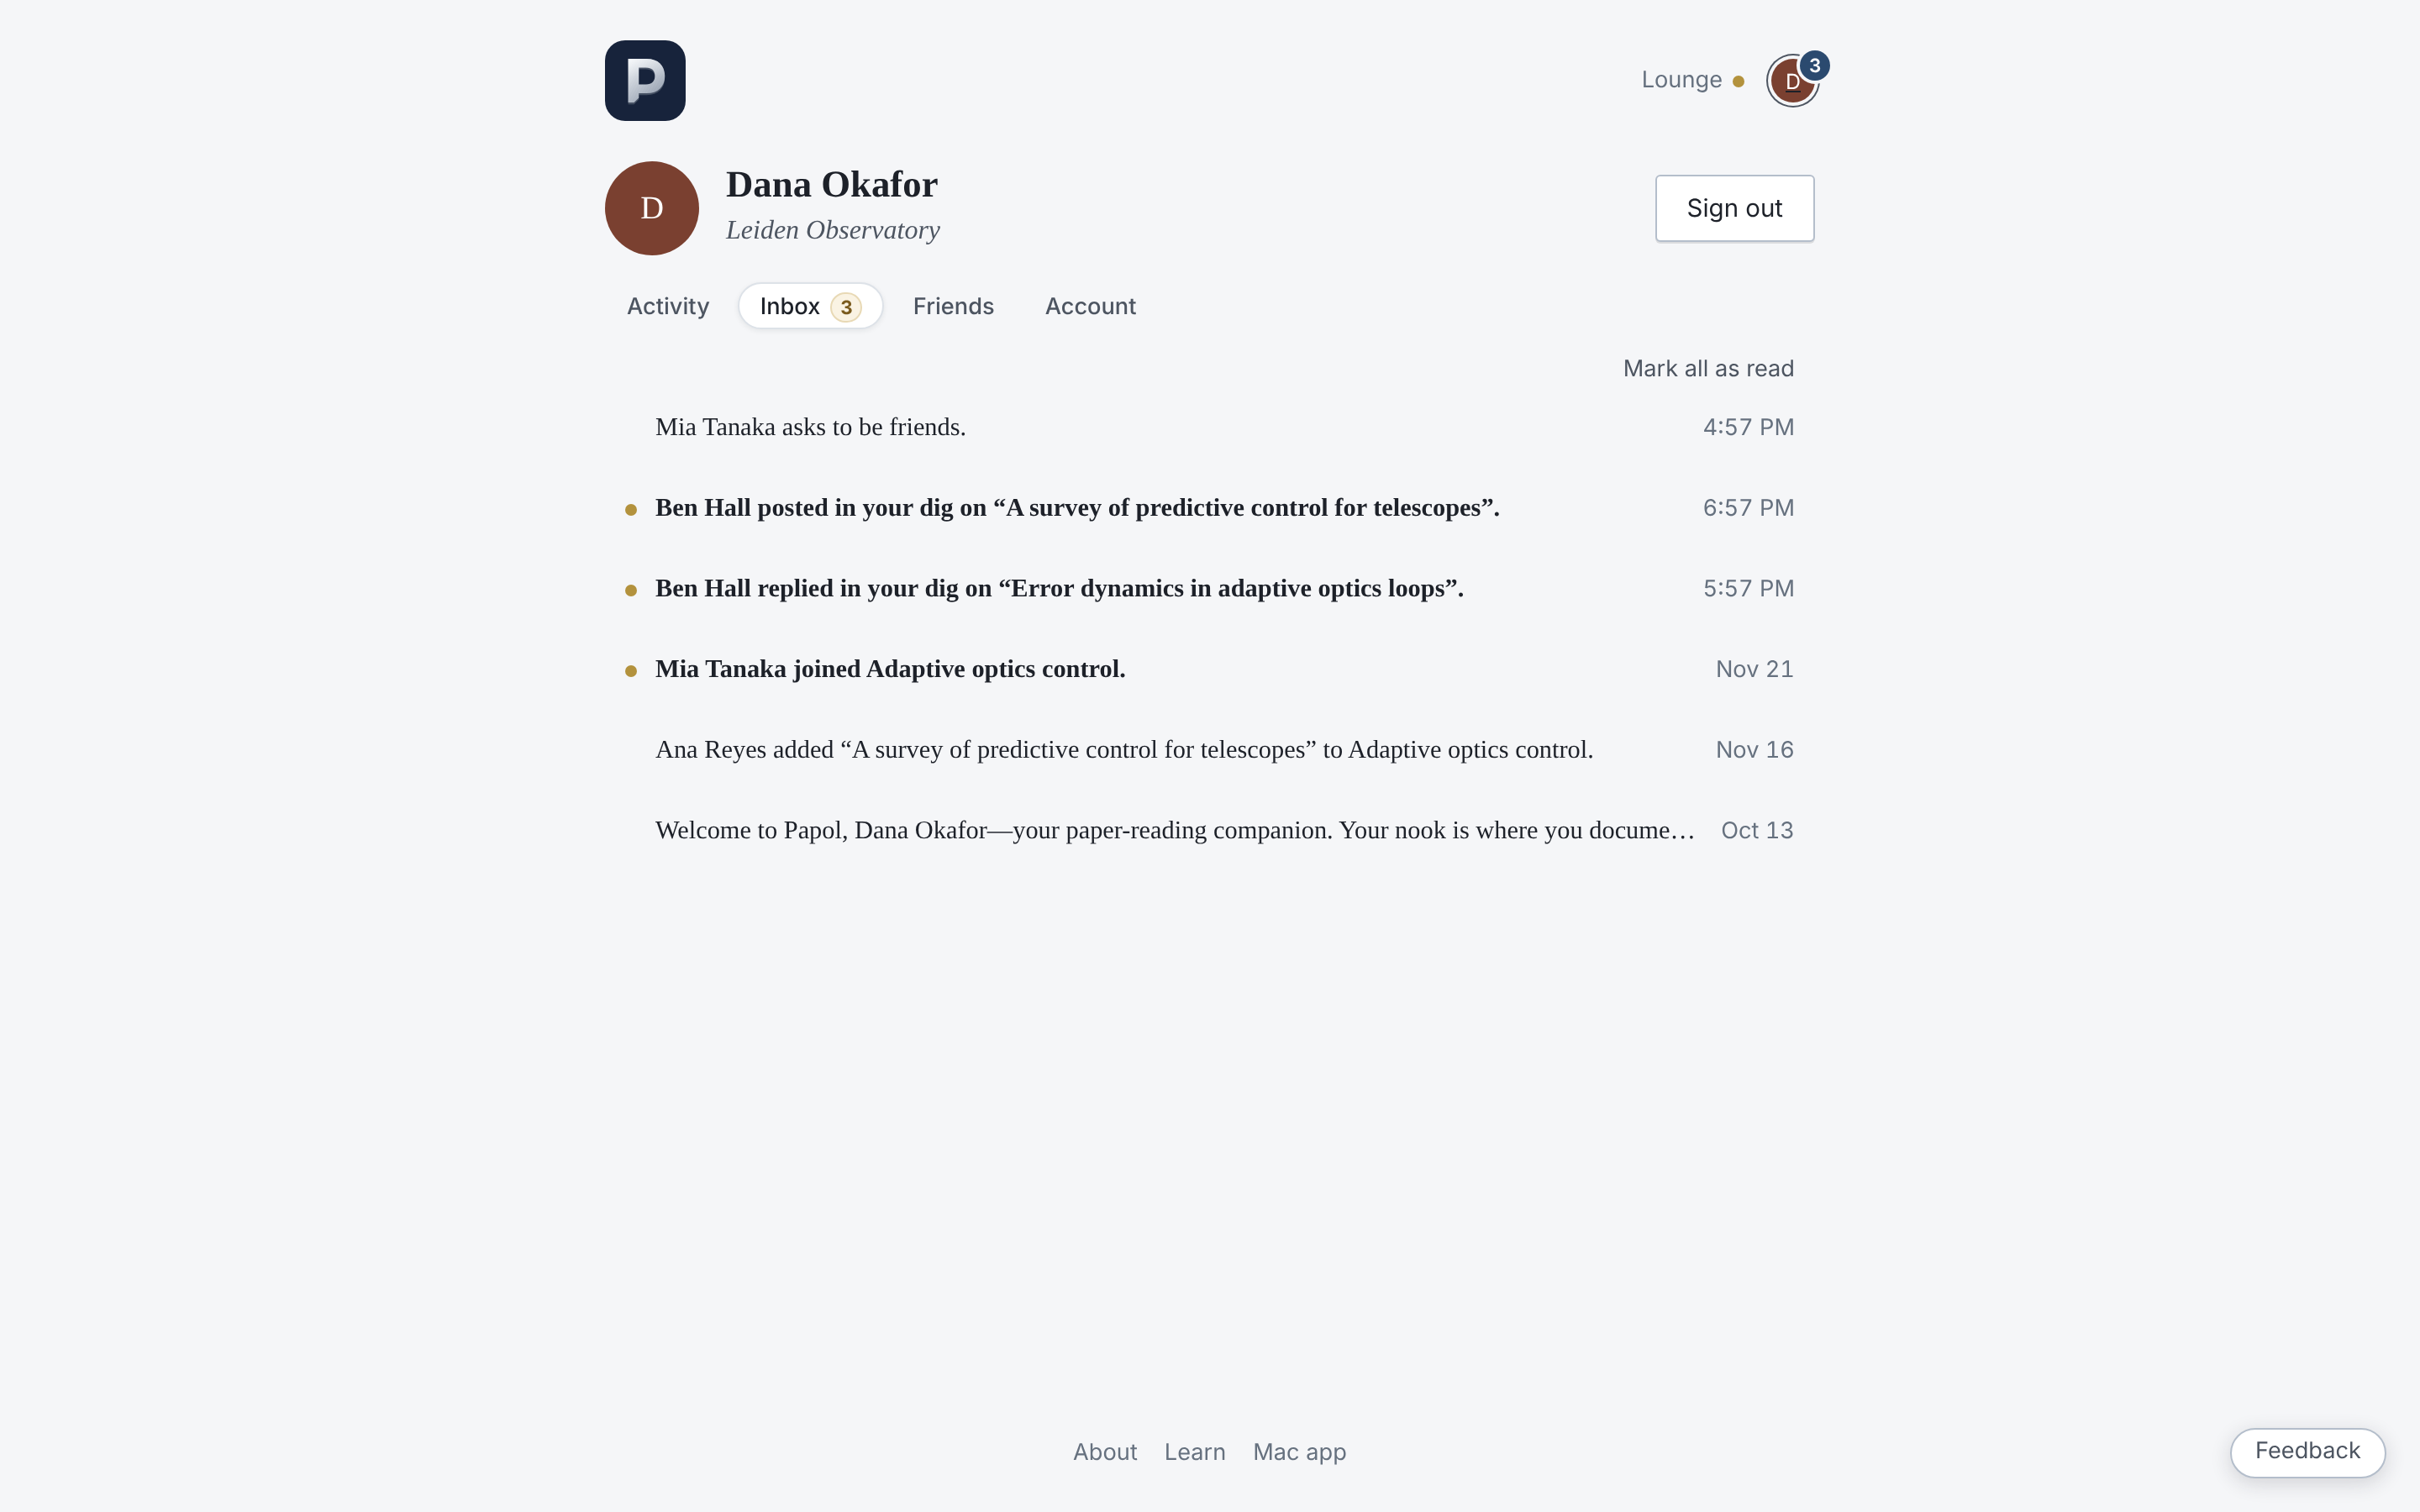 P
Lounge
D
3
D
Dana Okafor
Leiden Observatory
Sign out
Activity
Inbox 3
Friends
Account
Mark all as read
Mia Tanaka asks to be friends. 4:57 PM
Ben Hall posted in your dig on “A survey of predictive control for telescopes”. 6:57 PM
Ben Hall replied in your dig on “Error dynamics in adaptive optics loops”. 5:57 PM
Mia Tanaka joined Adaptive optics control. Nov 21
Ana Reyes added “A survey of predictive control for telescopes” to Adaptive optics control. Nov 16
Welcome to Papol, Dana Okafor—your paper-reading companion. Your nook is where you docume… Oct 13
About Learn Mac app
Feedback